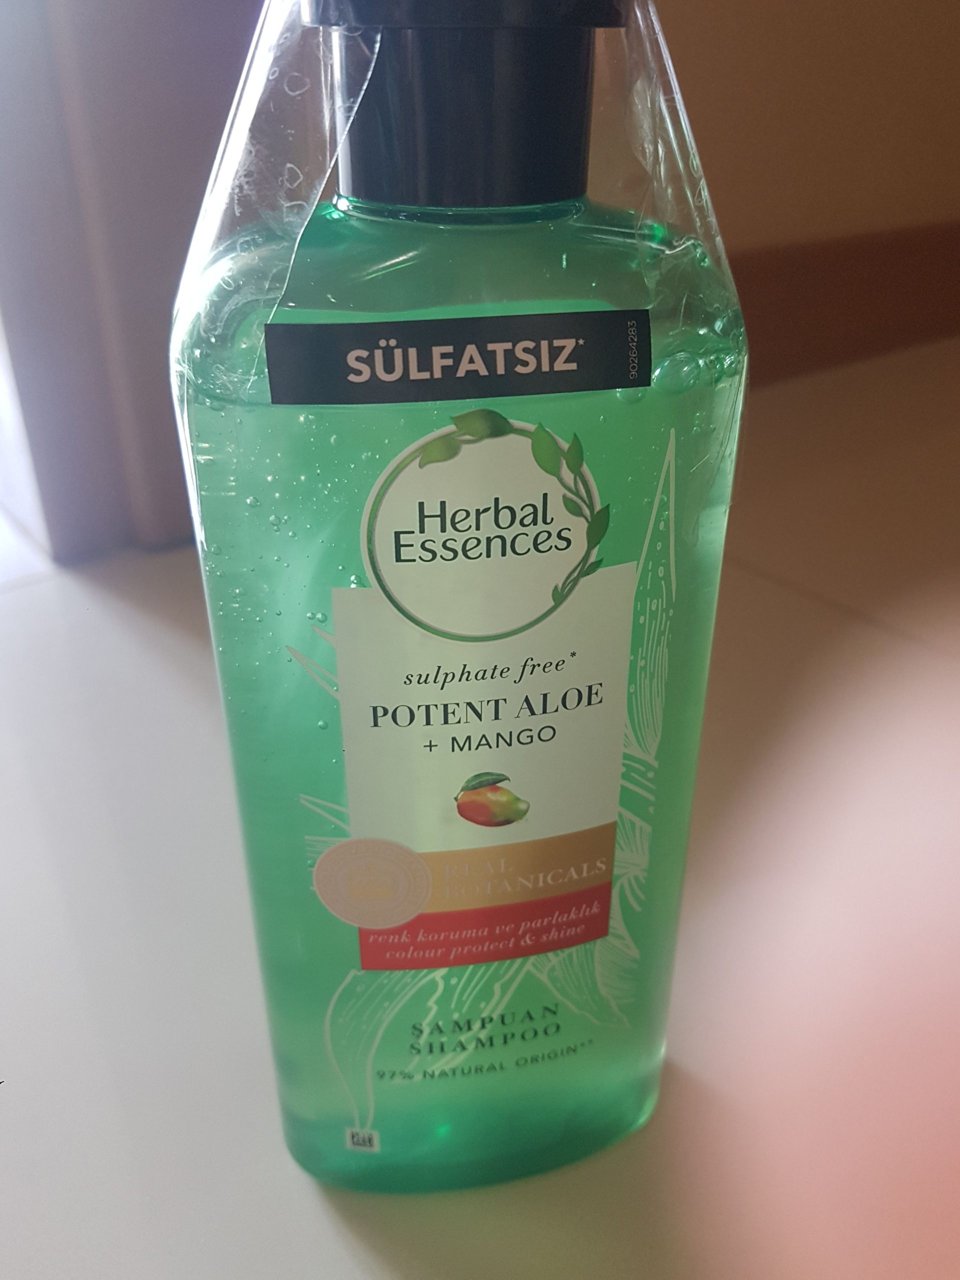 SÜLFATSIZ*
90264283
Herbal
Essences
sulphate free*
POTENT ALOE
+ MANGO
REAL
BOTANICALS
renk koruma ve parlaklık
colour protect & shine
ŞAMPUAN
SHAMPOO
97% NATURAL ORIGIN**